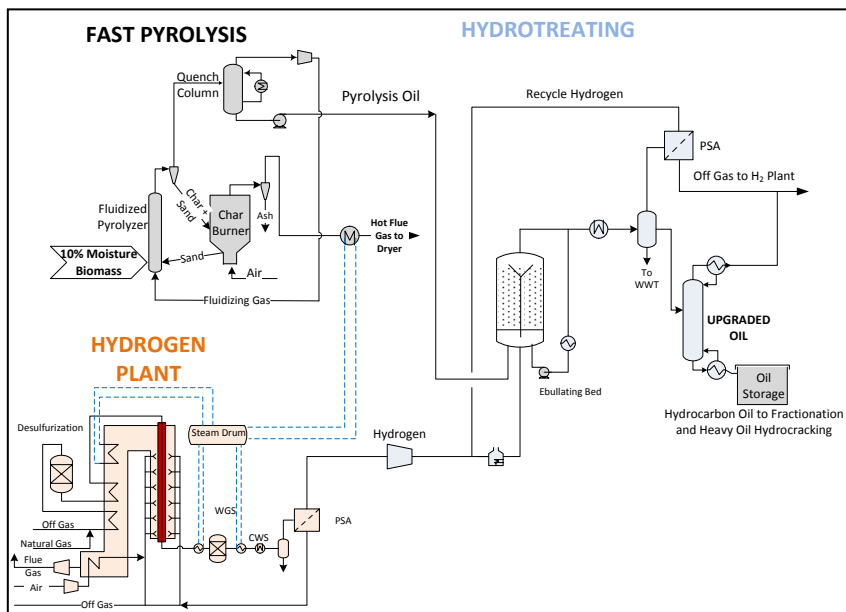 FAST PYROLYSIS
HYDROTREATING
Quench
Column
Pyrolysis Oil
Recycle Hydrogen
PSA
Off Gas to H2 Plant
Char +
Sand
Fluidized
Pyrolyzer
Char
Burner
Ash
Hot Flue
Gas to
Dryer
10% Moisture
Biomass
Sand
Air
Fluidizing Gas
To
WWT
UPGRADED
OIL
Oil
Storage
Ebullating Bed
Hydrocarbon Oil to Fractionation
and Heavy Oil Hydrocracking
HYDROGEN
PLANT
Desulfurization
Steam Drum
Hydrogen
WGS
CWS
PSA
Off Gas
Natural Gas
Flue
Gas
Air
Off Gas